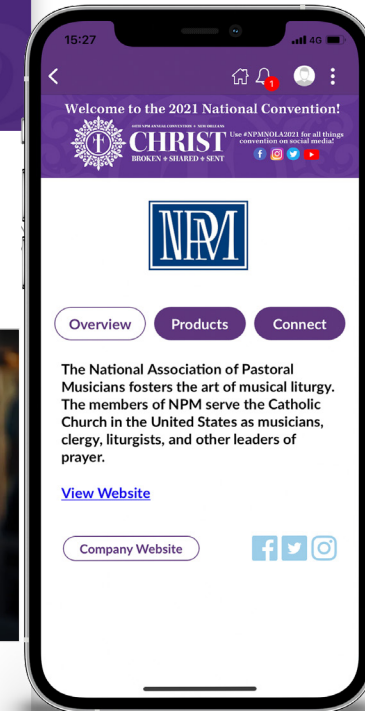 15:27
4G
1
Welcome to the 2021 National Convention!
CHRIST
BROKEN + SHARED + SENT
Use #NPMNOLA2021 for all things
convention on social media!
NPM
Overview
Products
Connect
The National Association of Pastoral
Musicians fosters the art of musical liturgy.
The members of NPM serve the Catholic
Church in the United States as musicians,
clergy, liturgists, and other leaders of
prayer.
View Website
Company Website